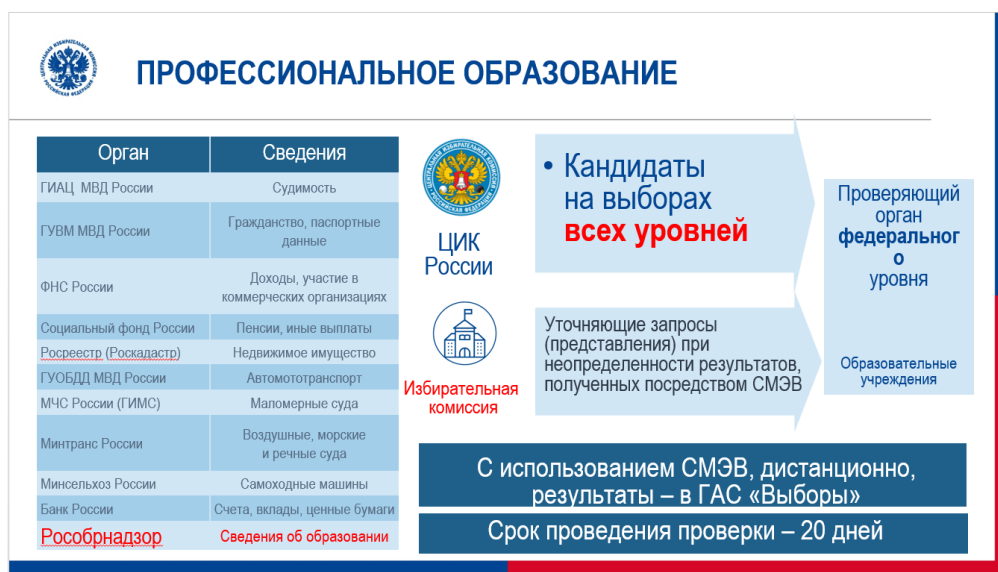 ПРОФЕССИОНАЛЬНОЕ ОБРАЗОВАНИЕ
Орган Сведения
ГИАЦ МВД России Судимость
ГУВМ МВД России Гражданство, паспортные
данные
ФНС России Доходы, участие в
коммерческих организациях
Социальный фонд России Пенсии, иные выплаты
Росреестр (Роскадастр) Недвижимое имущество
ГУОБДД МВД России Автомототранспорт
МЧС России (ГИМС) Маломерные суда
Минтранс России Воздушные, морские
и речные суда
Минсельхоз России Самоходные машины
Банк России Счета, вклады, ценные бумаги
Рособрнадзор Сведения об образовании
ЦИК
России
Избирательная
комиссия
• Кандидаты
на выборах
всех уровней
Уточняющие запросы
(представления) при
неопределенности результатов,
полученных посредством СМЭВ
Проверяющий
орган
федеральног
о
уровня
Образовательные
учреждения
С использованием СМЭВ, дистанционно,
результаты – в ГАС «Выборы»
Срок проведения проверки – 20 дней